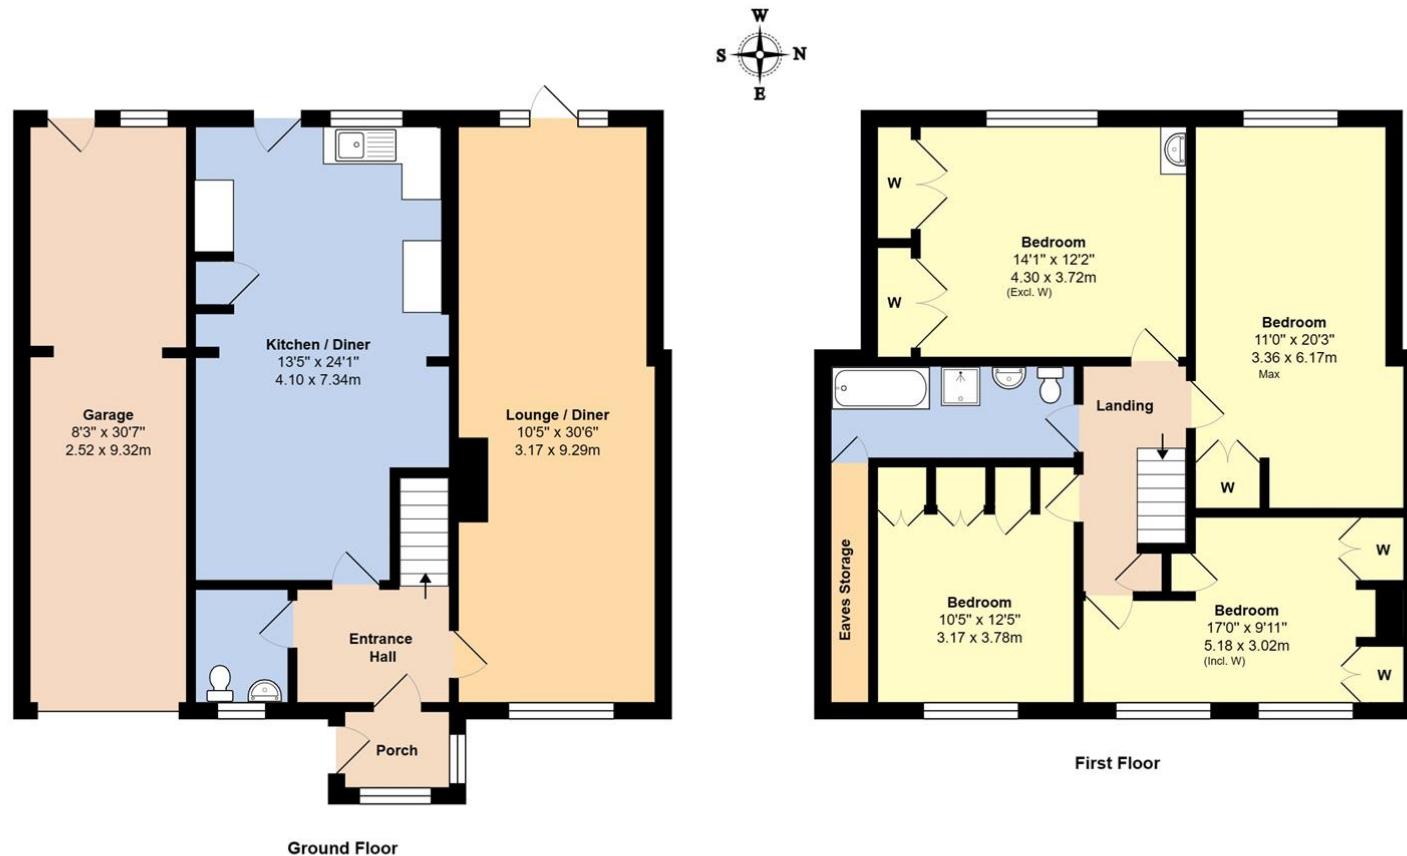 W
S
N
E
Kitchen / Diner
13'5" x 24'1"
4.10 x 7.34m
Garage
8'3" x 30'7"
2.52 x 9.32m
Lounge / Diner
10'5" x 30'6"
3.17 x 9.29m
Entrance
Hall
Porch
Ground Floor
W
W
Bedroom
14'1" x 12'2"
4.30 x 3.72m
(Excl. W)
Bedroom
11'0" x 20'3"
3.36 x 6.17m
Max
Landing
W
Eaves Storage
Bedroom
10'5" x 12'5"
3.17 x 3.78m
Bedroom
17'0" x 9'11"
5.18 x 3.02m
(Incl. W)
W
W
First Floor